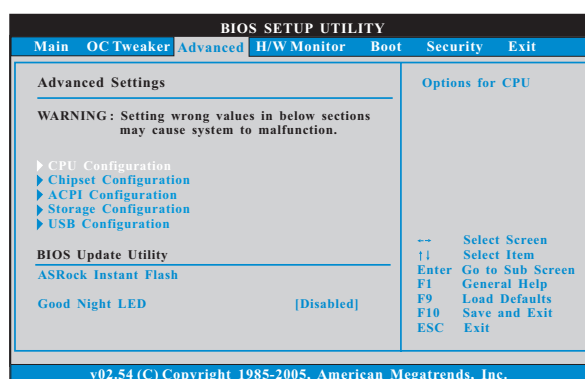 BIOS SETUP UTILITY
Main OC Tweaker Advanced H/W Monitor Boot Security Exit
Advanced Settings
WARNING : Setting wrong values in below sections
may cause system to malfunction.
CPU Configuration
Chipset Configuration
ACPI Configuration
Storage Configuration
USB Configuration
BIOS Update Utility
ASRock Instant Flash
Good Night LED [Disabled]
Options for CPU
←→ Select Screen
↑↓ Select Item
Enter Go to Sub Screen
F1 General Help
F9 Load Defaults
F10 Save and Exit
ESC Exit
v02.54 (C) Copyright 1985-2005, American Megatrends, Inc.